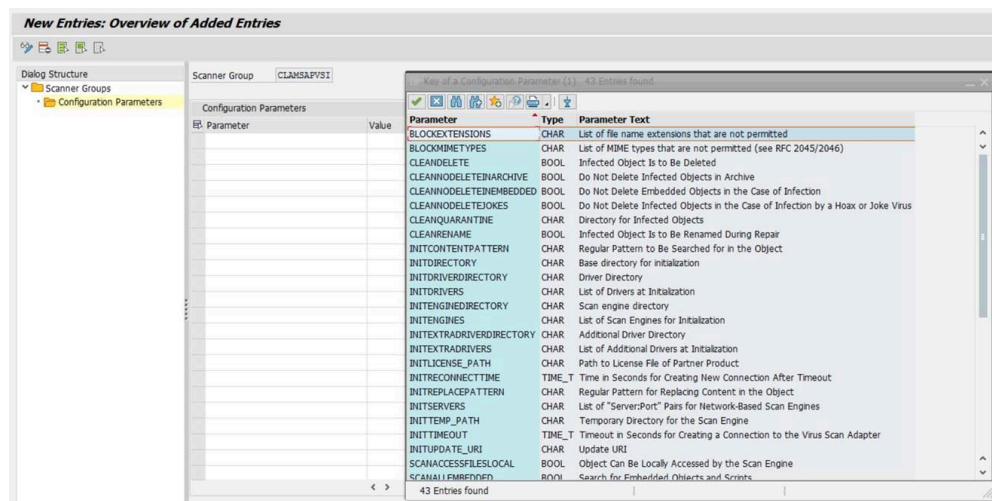 New Entries: Overview of Added Entries
Dialog Structure
Scanner Groups
Configuration Parameters
Scanner Group CLAMSAPVSI
Configuration Parameters
Parameter Value
Key of a Configuration Parameter (1) 43 Entries found
Parameter Type Parameter Text
BLOCKEXTENSIONS CHAR List of file name extensions that are not permitted
BLOCKMIMETYPES CHAR List of MIME types that are not permitted (see RFC 2045/2046)
CLEANDELETE BOOL Infected Object Is to Be Deleted
CLEANNODELETEINARCHIVE BOOL Do Not Delete Infected Objects in Archive
CLEANNODELETEINEMBEDDED BOOL Do Not Delete Embedded Objects in the Case of Infection
CLEANNODELETEJOKES BOOL Do Not Delete Infected Objects in the Case of Infection by a Hoax or Joke Virus
CLEANQUARANTINE CHAR Directory for Infected Objects
CLEANRENAME BOOL Infected Object Is to Be Renamed During Repair
INITCONTENTPATTERN CHAR Regular Pattern to Be Searched for in the Object
INITDIRECTORY CHAR Base directory for initialization
INITDRIVERDIRECTORY CHAR Driver Directory
INITDRIVERS CHAR List of Drivers at Initialization
INITENGINEDIRECTORY CHAR Scan engine directory
INITENGINES CHAR List of Scan Engines for Initialization
INITEXTRADRIVERDIRECTORY CHAR Additional Driver Directory
INITEXTRADRIVERS CHAR List of Additional Drivers at Initialization
INITLICENSE_PATH CHAR Path to License File of Partner Product
INITRECONNECTTIME TIME_T Time in Seconds for Creating New Connection After Timeout
INITREPLACEPATTERN CHAR Regular Pattern for Replacing Content in the Object
INITSERVERS CHAR List of "Server:Port" Pairs for Network-Based Scan Engines
INITTEMP_PATH CHAR Temporary Directory for the Scan Engine
INITTIMEOUT TIME_T Timeout in Seconds for Creating a Connection to the Virus Scan Adapter
INITUPDATE_URI CHAR Update URI
SCANACCESSFILESLOCAL BOOL Object Can Be Locally Accessed by the Scan Engine
SCANALLEMBEDDED BOOL Search for Embedded Objects and Scripts
43 Entries found